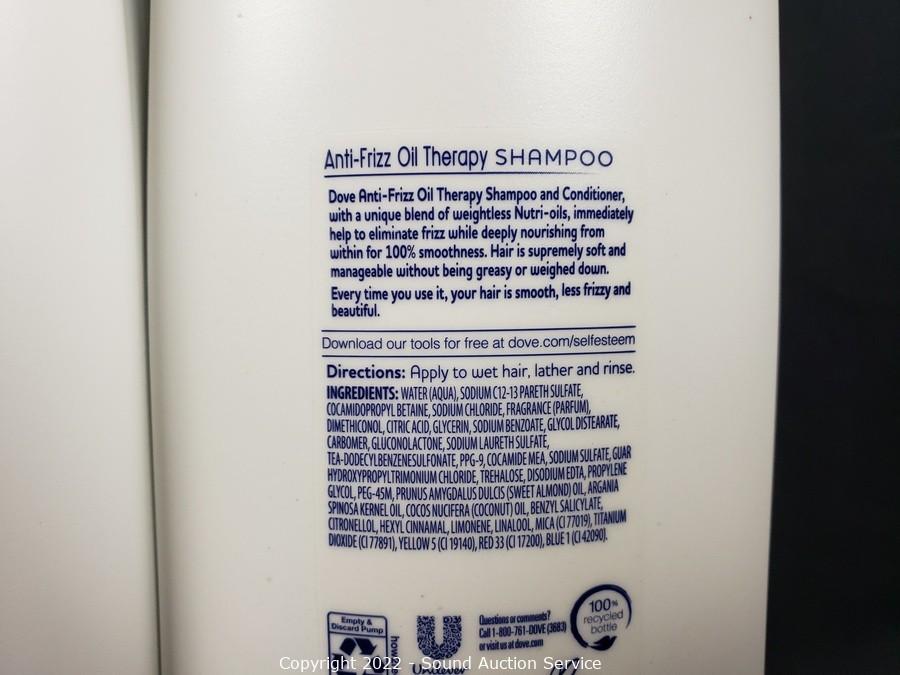 Anti-Frizz Oil Therapy SHAMPOO
Dove Anti-Frizz Oil Therapy Shampoo and Conditioner,
with a unique blend of weightless Nutri-oils, immediately
help to eliminate frizz while deeply nourishing from
within for 100% smoothness. Hair is supremely soft and
manageable without being greasy or weighed down.
Every time you use it, your hair is smooth, less frizzy and
beautiful.
Download our tools for free at dove.com/selfesteem
Directions: Apply to wet hair, lather and rinse.
INGREDIENTS: WATER (AQUA), SODIUM C12-13 PARETH SULFATE,
COCAMIDOPROPYL BETAINE, SODIUM CHLORIDE, FRAGRANCE (PARFUM),
DIMETHICONOL, CITRIC ACID, GLYCERIN, SODIUM BENZOATE, GLYCOL DISTEARATE,
CARBOMER, GLUCONOLACTONE, SODIUM LAURETH SULFATE,
TEA-DODECYLBENZENESULFONATE, PPG-9, COCAMIDE MEA, SODIUM SULFATE, GUAR
HYDROXYPROPYLTRIMONIUM CHLORIDE, TREHALOSE, DISODIUM EDTA, PROPYLENE
GLYCOL, PEG-45M, PRUNUS AMYGDALUS DULCIS (SWEET ALMOND) OIL, ARGANIA
SPINOSA KERNEL OIL, COCOS NUCIFERA (COCONUT) OIL, BENZYL SALICYLATE,
CITRONELLOL, HEXYL CINNAMAL, LIMONENE, LINALOOL, MICA (CI 77019), TITANIUM
DIOXIDE (CI 77891), YELLOW 5 (CI 19140), RED 33 (CI 17200), BLUE 1 (CI 42090).
Empty &
Discard Pump
Unilever
Questions or comments?
Call 1-800-761-DOVE (3683)
or visit us at dove.com
100%
recycled
bottle
Copyright 2022 - Sound Auction Service